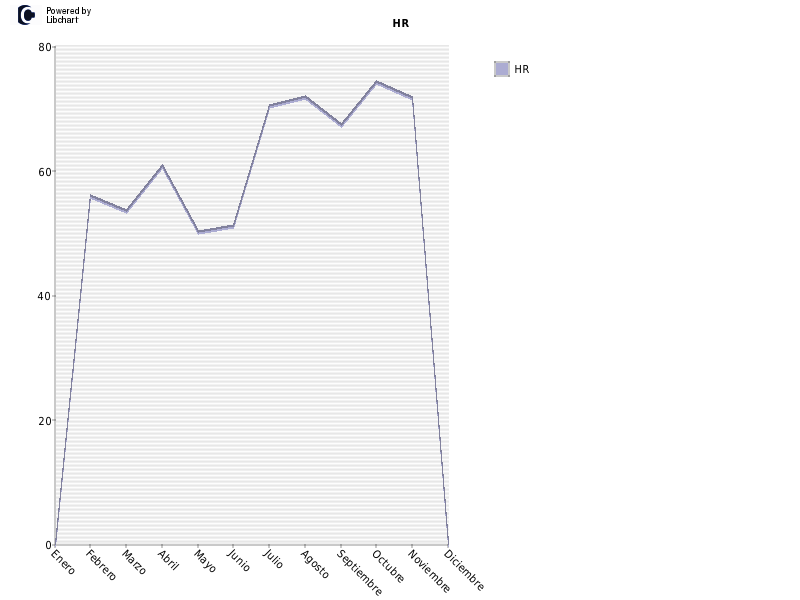 Powered by
Libchart
HR
HR
80
60
40
20
0
Enero
Febrero
Marzo
Abril
Mayo
Junio
Julio
Agosto
Septiembre
Octubre
Noviembre
Diciembre